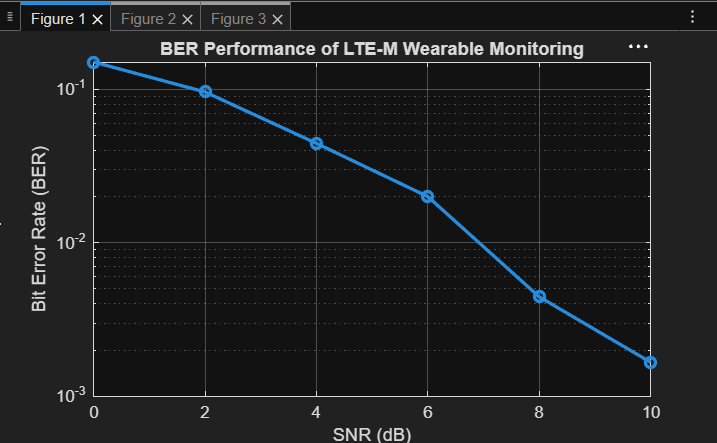 Figure 1 × Figure 2 × Figure 3 ×
BER Performance of LTE-M Wearable Monitoring
Bit Error Rate (BER)
10⁻¹
10⁻²
10⁻³
0 2 4 6 8 10
SNR (dB)